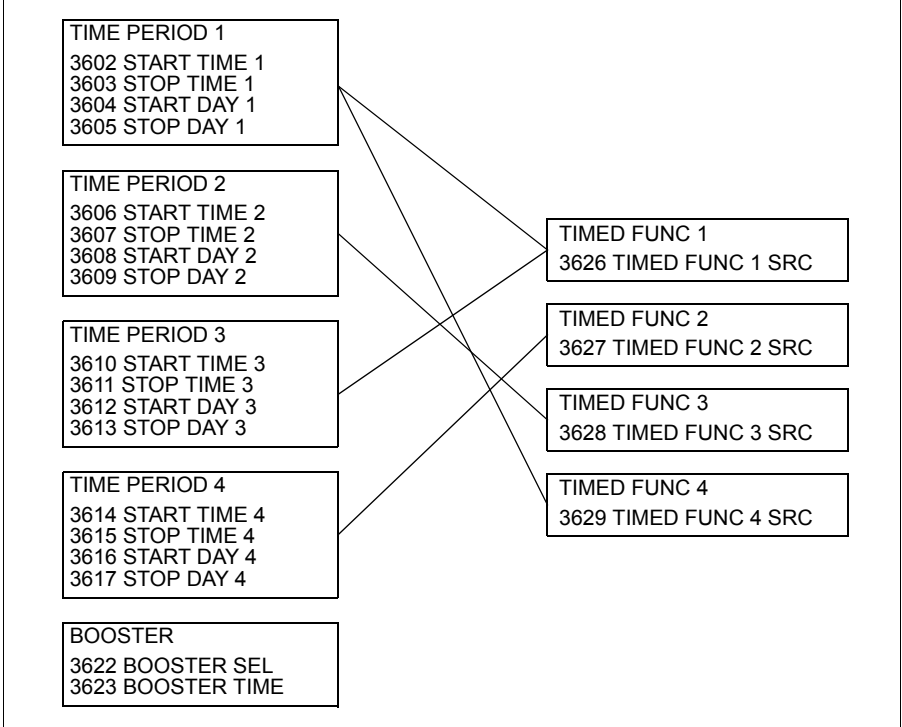 TIME PERIOD 1
3602 START TIME 1
3603 STOP TIME 1
3604 START DAY 1
3605 STOP DAY 1
TIME PERIOD 2
3606 START TIME 2
3607 STOP TIME 2
3608 START DAY 2
3609 STOP DAY 2
TIME PERIOD 3
3610 START TIME 3
3611 STOP TIME 3
3612 START DAY 3
3613 STOP DAY 3
TIME PERIOD 4
3614 START TIME 4
3615 STOP TIME 4
3616 START DAY 4
3617 STOP DAY 4
BOOSTER
3622 BOOSTER SEL
3623 BOOSTER TIME
TIMED FUNC 1
3626 TIMED FUNC 1 SRC
TIMED FUNC 2
3627 TIMED FUNC 2 SRC
TIMED FUNC 3
3628 TIMED FUNC 3 SRC
TIMED FUNC 4
3629 TIMED FUNC 4 SRC